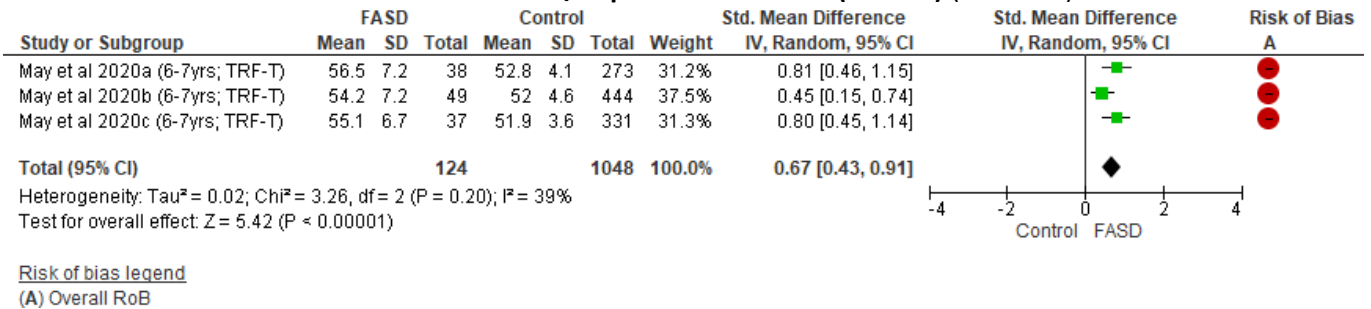 FASD Control Std. Mean Difference Std. Mean Difference Risk of Bias
Study or Subgroup Mean SD Total Mean SD Total Weight IV, Random, 95% CI IV, Random, 95% CI A
May et al 2020a (6-7yrs; TRF-T) 56.5 7.2 38 52.8 4.1 273 31.2% 0.81 [0.46, 1.15]
May et al 2020b (6-7yrs; TRF-T) 54.2 7.2 49 52 4.6 444 37.5% 0.45 [0.15, 0.74]
May et al 2020c (6-7yrs; TRF-T) 55.1 6.7 37 51.9 3.6 331 31.3% 0.80 [0.45, 1.14]
Total (95% CI) 124 1048 100.0% 0.67 [0.43, 0.91]
Heterogeneity: Tau² = 0.02; Chi² = 3.26, df = 2 (P = 0.20); I² = 39%
Test for overall effect: Z = 5.42 (P < 0.00001)
-4 -2 0 2 4
Control FASD
Risk of bias legend
(A) Overall RoB